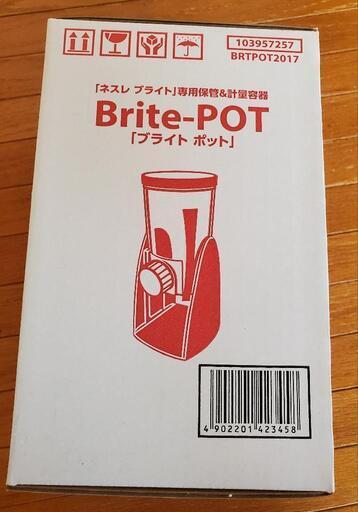 103957257
BRTPOT2017
「ネスレ ブライト」専用保管&計量容器
Brite-POT
「ブライト ポット」
4 902201 423458